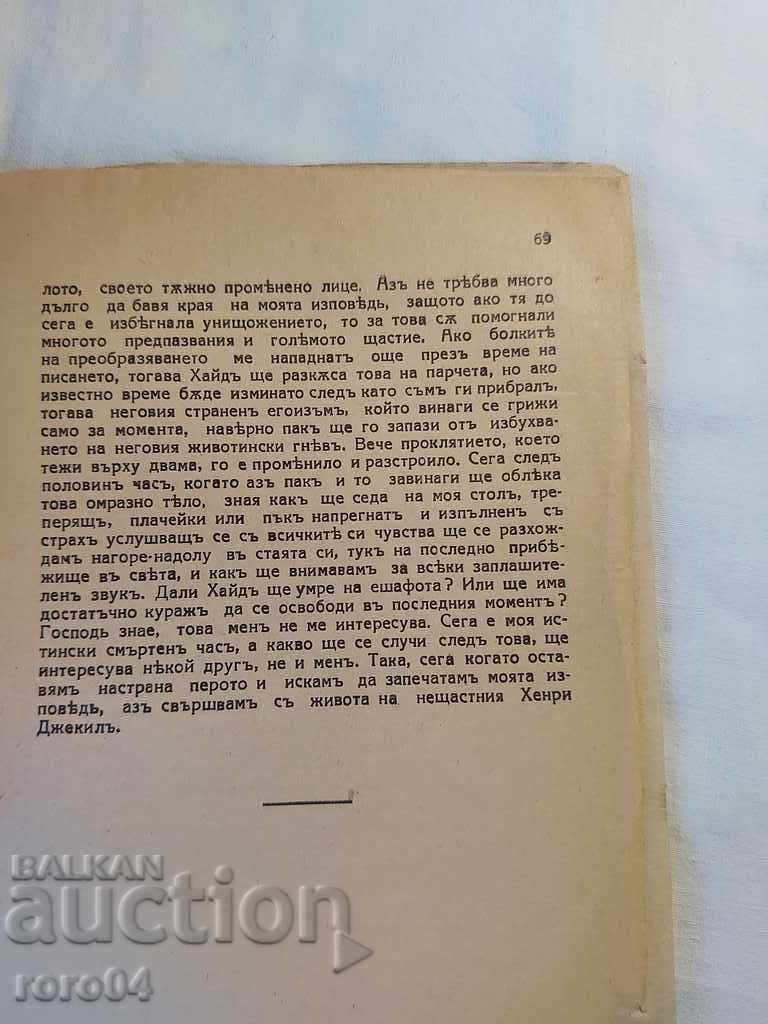 69
лото, своето тѫжно промѣнено лице. Азъ не трѣбва много
дълго да бавя края на моята изповѣдь, защото ако тя до
сега е избѣгнала унищожението, то за това сѫ помогнали
многото предпазвания и голѣмото щастие. Ако болкитѣ
на преобразяването ме нападнатъ още презъ време на
писането, тогава Хайдъ ще разкѫса това на парчета, но ако
известно време бѫде изминато следъ като съмъ ги прибралъ,
тогава неговия страненъ егоизъмъ, който винаги се грижи
само за момента, навѣрно пакъ ще го запази отъ избухва-
нето на неговия животински гнѣвъ. Вече проклятието, което
тежи върху двама, го е промѣнило и разстроило. Сега следъ
половинъ часъ, когато азъ пакъ и то завинаги ще облѣка
това омразно тѣло, зная какъ ще седа на моя столъ, тре-
перящъ, плачейки или пъкъ напрегнатъ и изпълненъ съ
страхъ услушващъ се съ всичкитѣ си чувства ще се разхож-
дамъ нагоре-надолу въ стаята си, тукъ на последно прибѣ-
жище въ свѣта, и какъ ще внимавамъ за всѣки заплашите-
ленъ звукъ. Дали Хайдъ ще умре на ешафота? Или ще има
достатъчно куражъ да се освободи въ последния моментъ?
Господь знае, това менъ не ме интересува. Сега е моя ис-
тински смъртенъ часъ, а какво ще се случи следъ това, ще
интересува нѣкой другъ, не и менъ. Така, сега когато оста-
вямъ настрана перото и искамъ да запечатамъ моята из-
повѣдь, азъ свършвамъ съ живота на нещастния Хенри
Джекилъ.
BALKAN
auction
roro04